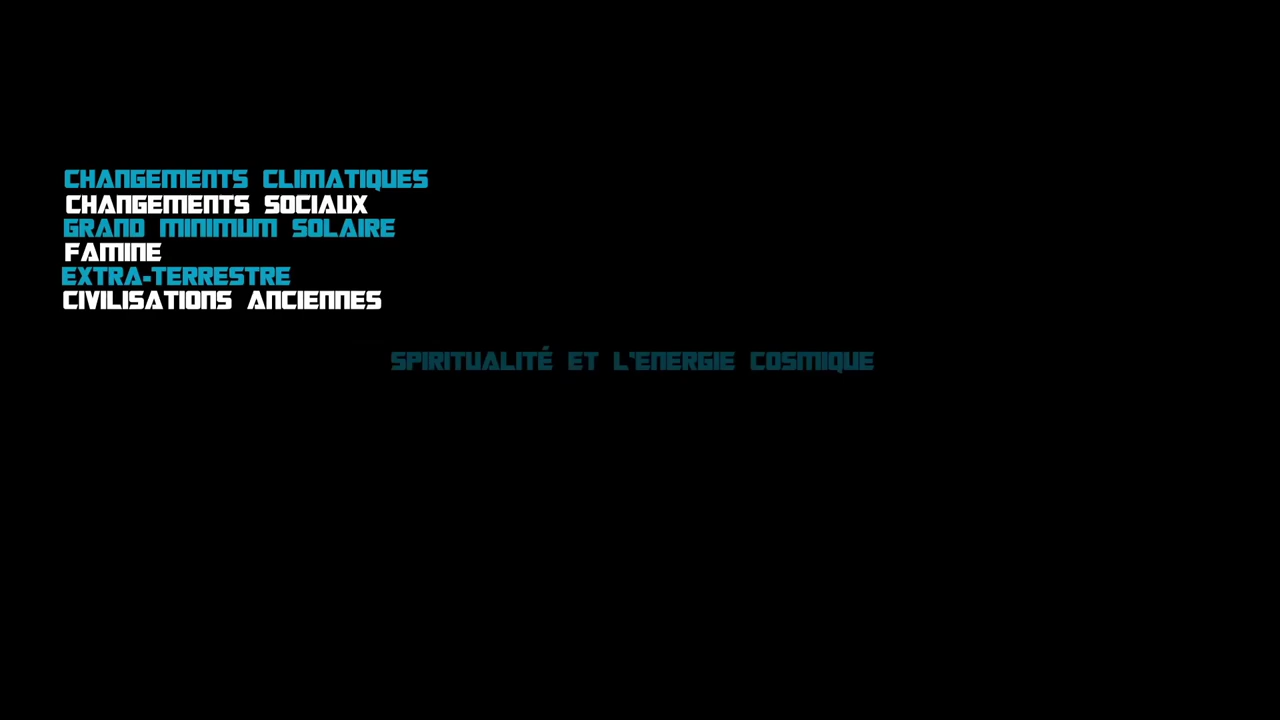 CHANGEMENTS CLIMATIQUES
CHANGEMENTS SOCIAUX
GRAND MINIMUM SOLAIRE
FAMINE
EXTRA-TERRESTRE
CIVILISATIONS ANCIENNES
SPIRITUALITÉ ET L'ENERGIE COSMIQUE